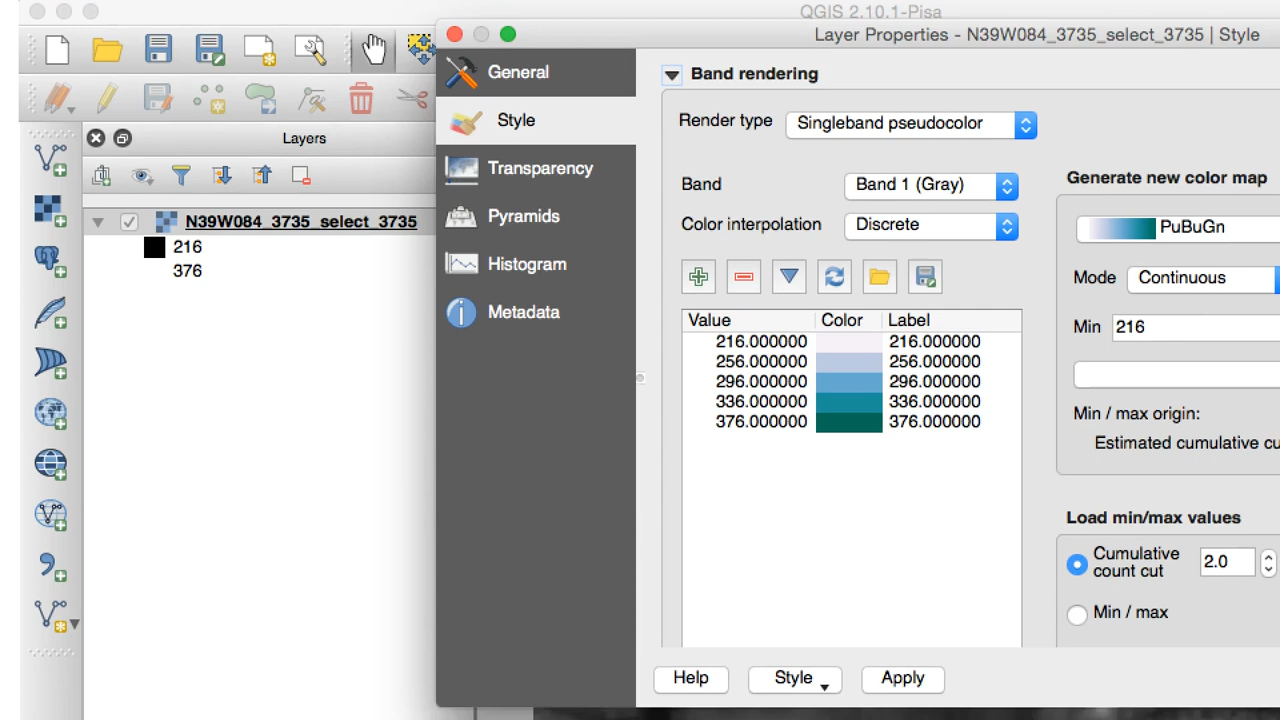 QGIS 2.10.1-Pisa
Layer Properties - N39W084_3735_select_3735 | Style
Layers
N39W084_3735_select_3735
216
376
General
Style
Transparency
Pyramids
Histogram
Metadata
Band rendering
Render type Singleband pseudocolor
Band Band 1 (Gray)
Color interpolation Discrete
Value Color Label
216.000000 216.000000
256.000000 256.000000
296.000000 296.000000
336.000000 336.000000
376.000000 376.000000
Generate new color map
PuBuGn
Mode Continuous
Min 216
Min / max origin:
Estimated cumulative cu
Load min/max values
Cumulative
count cut 2.0
Min / max
Help Style Apply